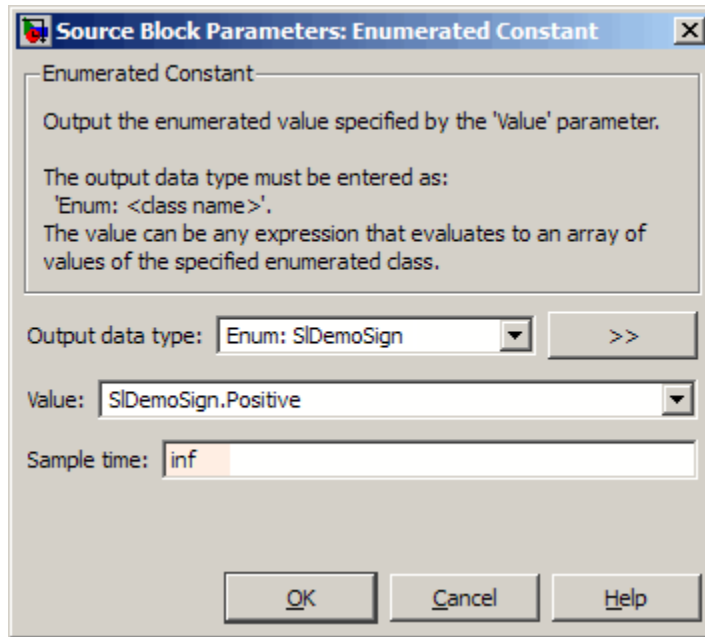 Source Block Parameters: Enumerated Constant
Enumerated Constant
Output the enumerated value specified by the 'Value' parameter.
The output data type must be entered as:
'Enum: <class name>'.
The value can be any expression that evaluates to an array of
values of the specified enumerated class.
Output data type: Enum: SlDemoSign >>
Value: SlDemoSign.Positive
Sample time: inf
OK Cancel Help